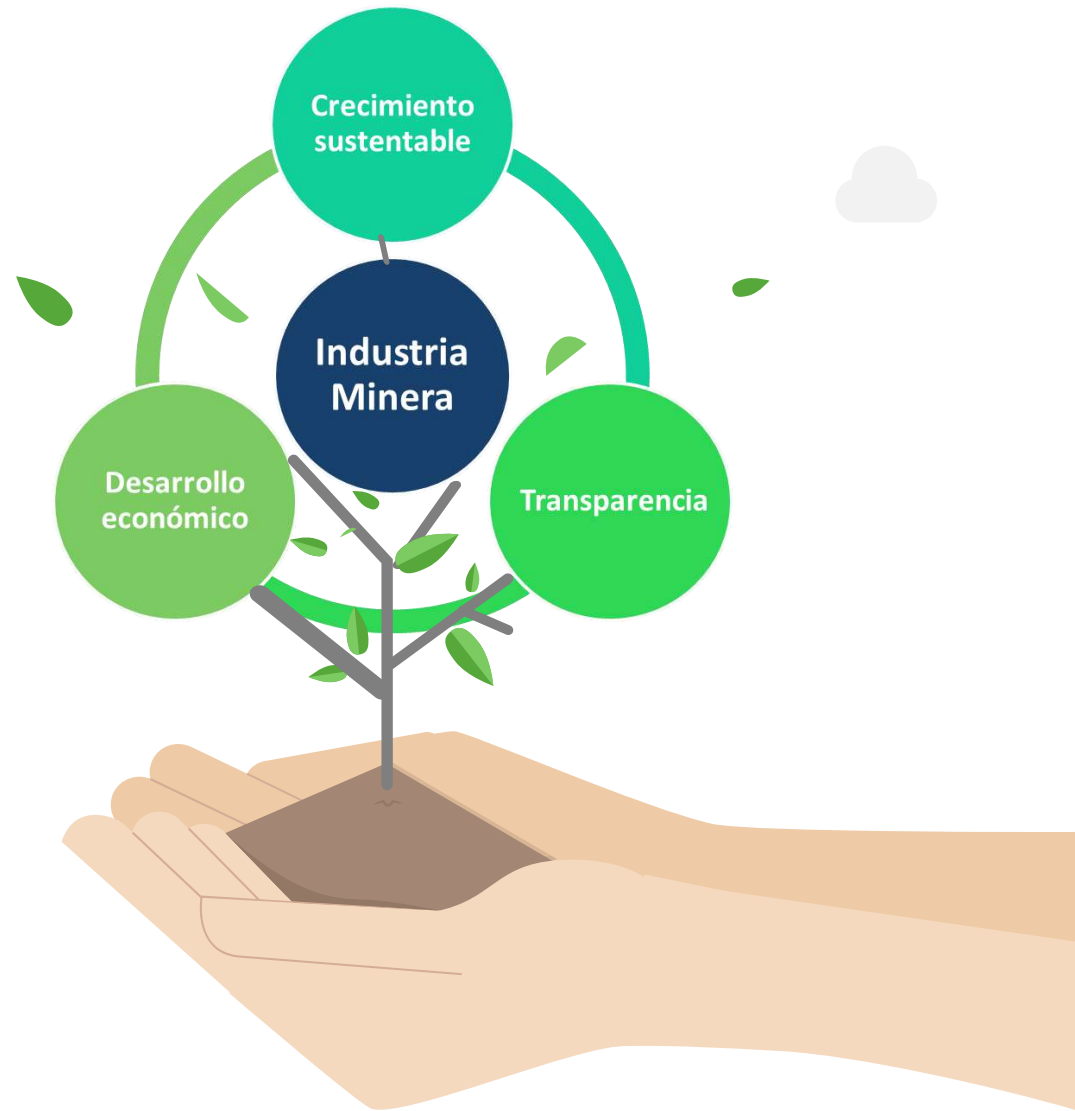 Crecimiento
sustentable
Industria
Minera
Desarrollo
económico
Transparencia